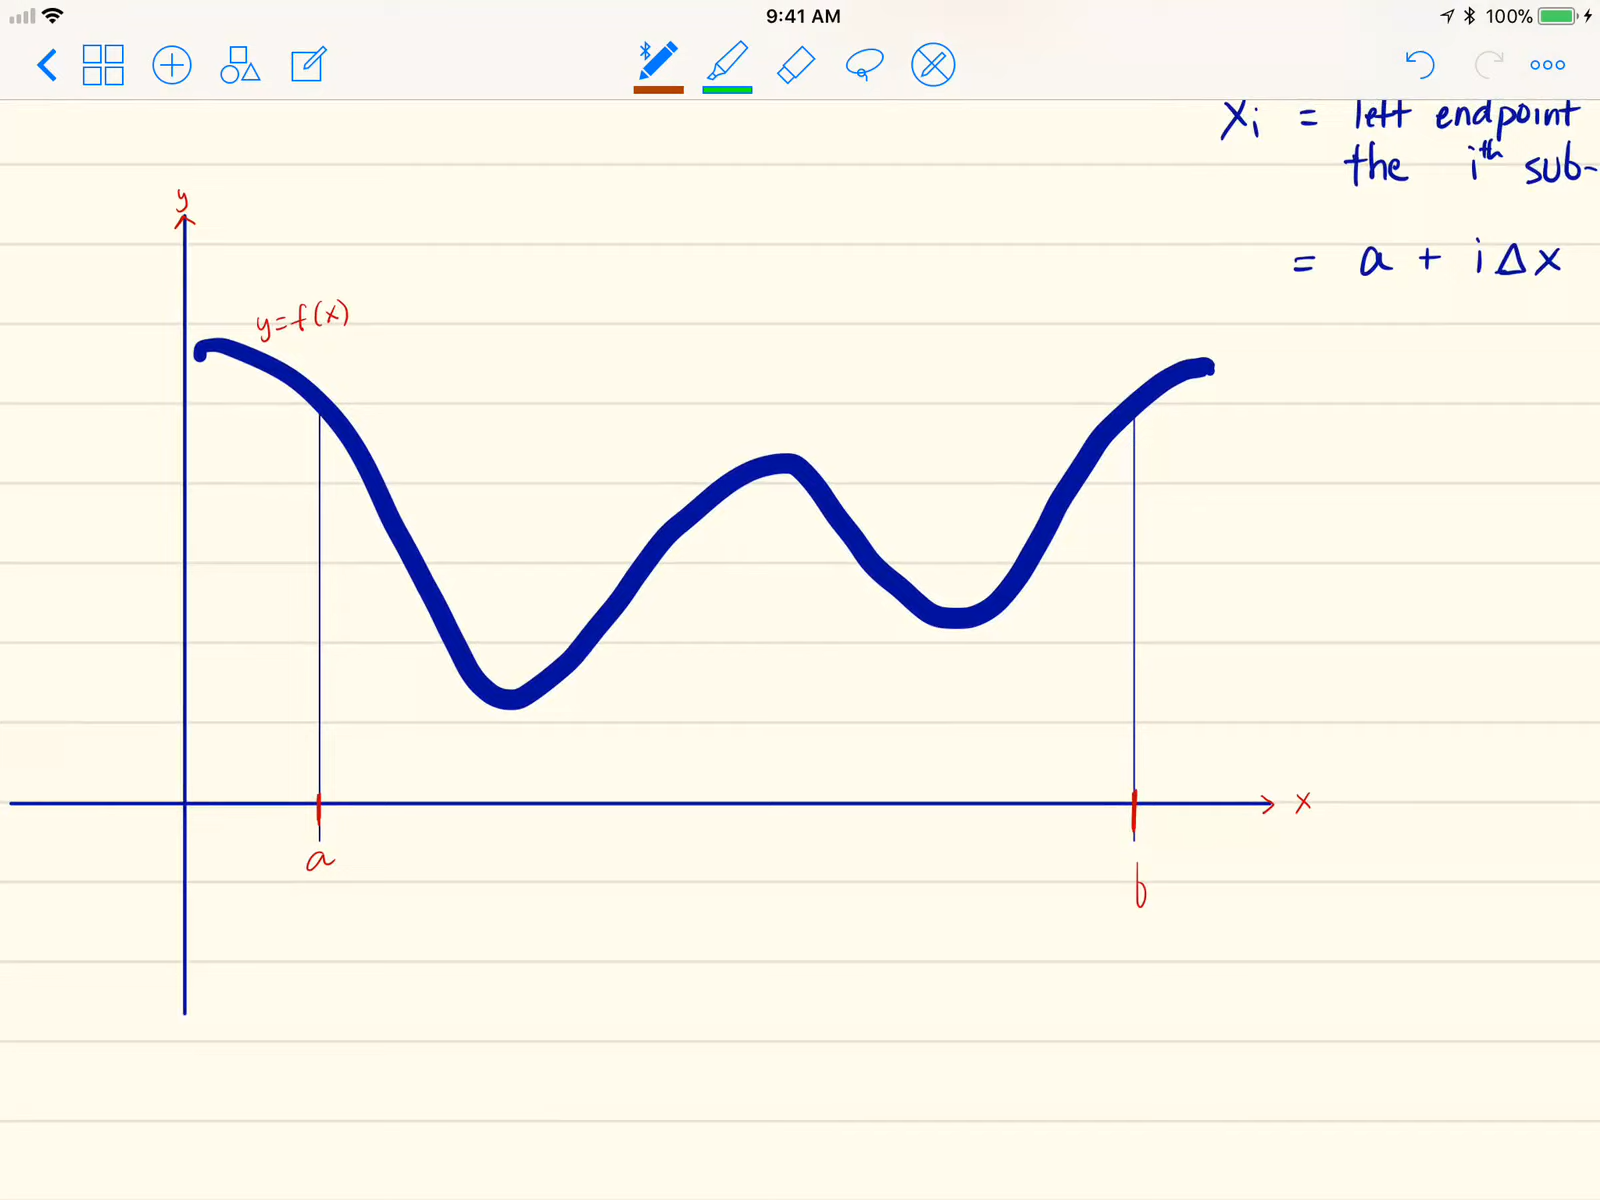 9:41 AM
100%
xi = left endpoint
the ith sub-
= a + iΔx
y
y=f(x)
x
a
b